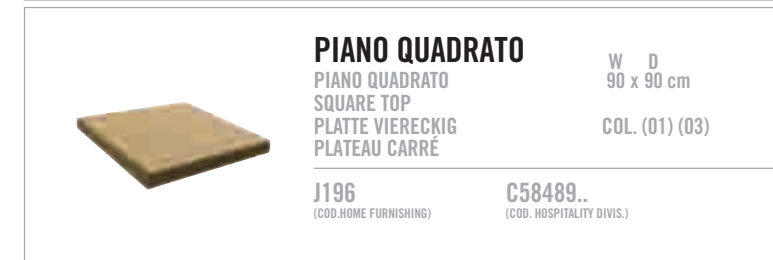 PIANO QUADRATO
W D
PIANO QUADRATO
90 x 90 cm
SQUARE TOP
PLATTE VIERECKIG
COL. (01) (03)
PLATEAU CARRÉ
J196
C58489..
(COD.HOME FURNISHING)
(COD. HOSPITALITY DIVIS.)